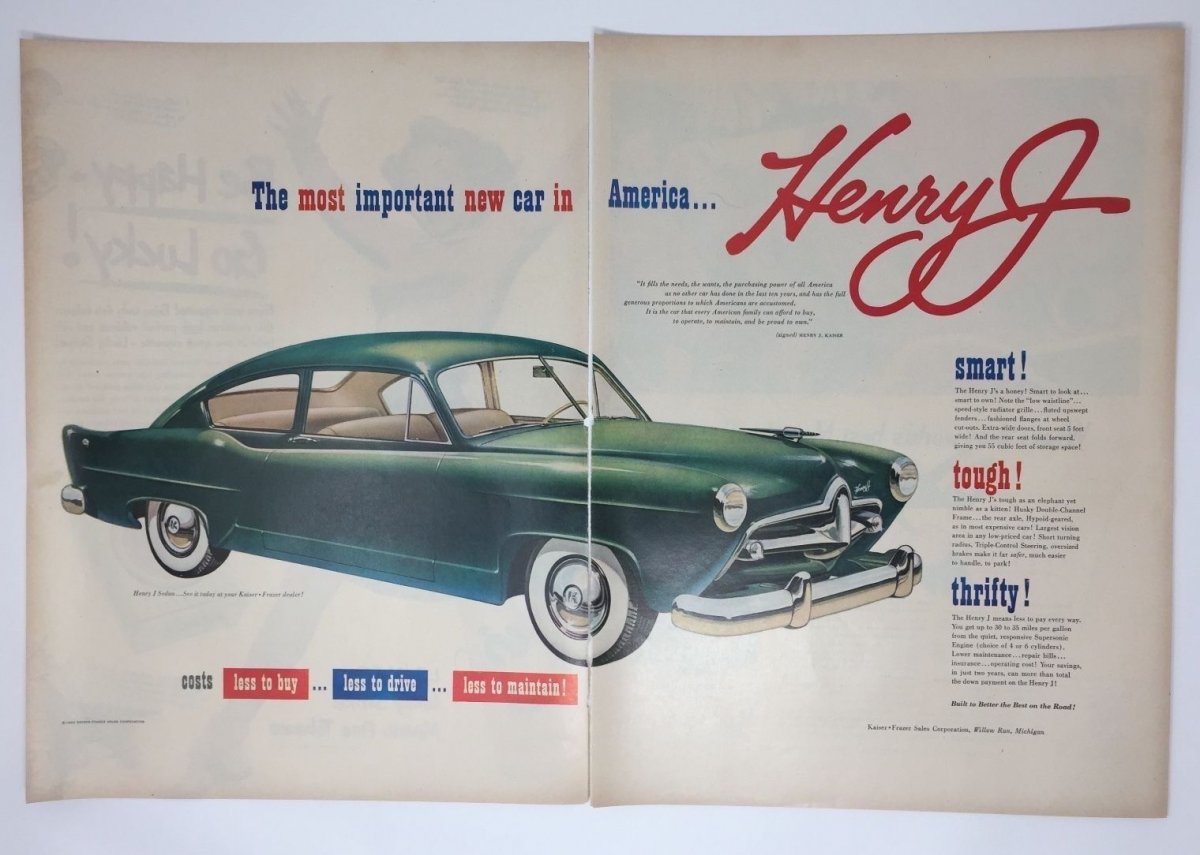 The most important new car in America...
Henry J
"It fills the needs, the wants, the purchasing power of all America
as no other car has done in the last ten years, and has the full
generous proportions to which Americans are accustomed.
It is the car that every American family can afford to buy,
to operate, to maintain, and be proud to own."
(signed) HENRY J. KAISER
smart!
The Henry J's a honey! Smart to look at...
smart to own! Note the "low waistline"...
speed-style radiator grille...fluted upswept
fenders...fashioned flanges at wheel
cut-outs. Extra-wide doors, front seat 5 feet
wide! And the rear seat folds forward,
giving you 55 cubic feet of storage space!
tough!
The Henry J's tough as an elephant yet
nimble as a kitten! Husky Double-Channel
Frame...the rear axle, Hypoid-geared,
as in most expensive cars! Largest vision
area in any low-priced car! Short turning
radius, Triple-Control Steering, oversized
brakes make it far safer, much easier
to handle, to park!
thrifty!
The Henry J means less to pay every way.
You get up to 30 to 35 miles per gallon
from the quiet, responsive Supersonic
Engine (choice of 4 or 6 cylinders).
Lower maintenance...repair bills...
insurance...operating cost! Your savings,
in just two years, can more than total
the down payment on the Henry J!
Built to Better the Best on the Road!
Kaiser•Frazer Sales Corporation, Willow Run, Michigan
Henry J Sedan...See it today at your Kaiser•Frazer dealer!
K
K
costs less to buy ... less to drive ... less to maintain!
KAISER-FRAZER SALES CORPORATION
Be Happy-
Go Lucky!